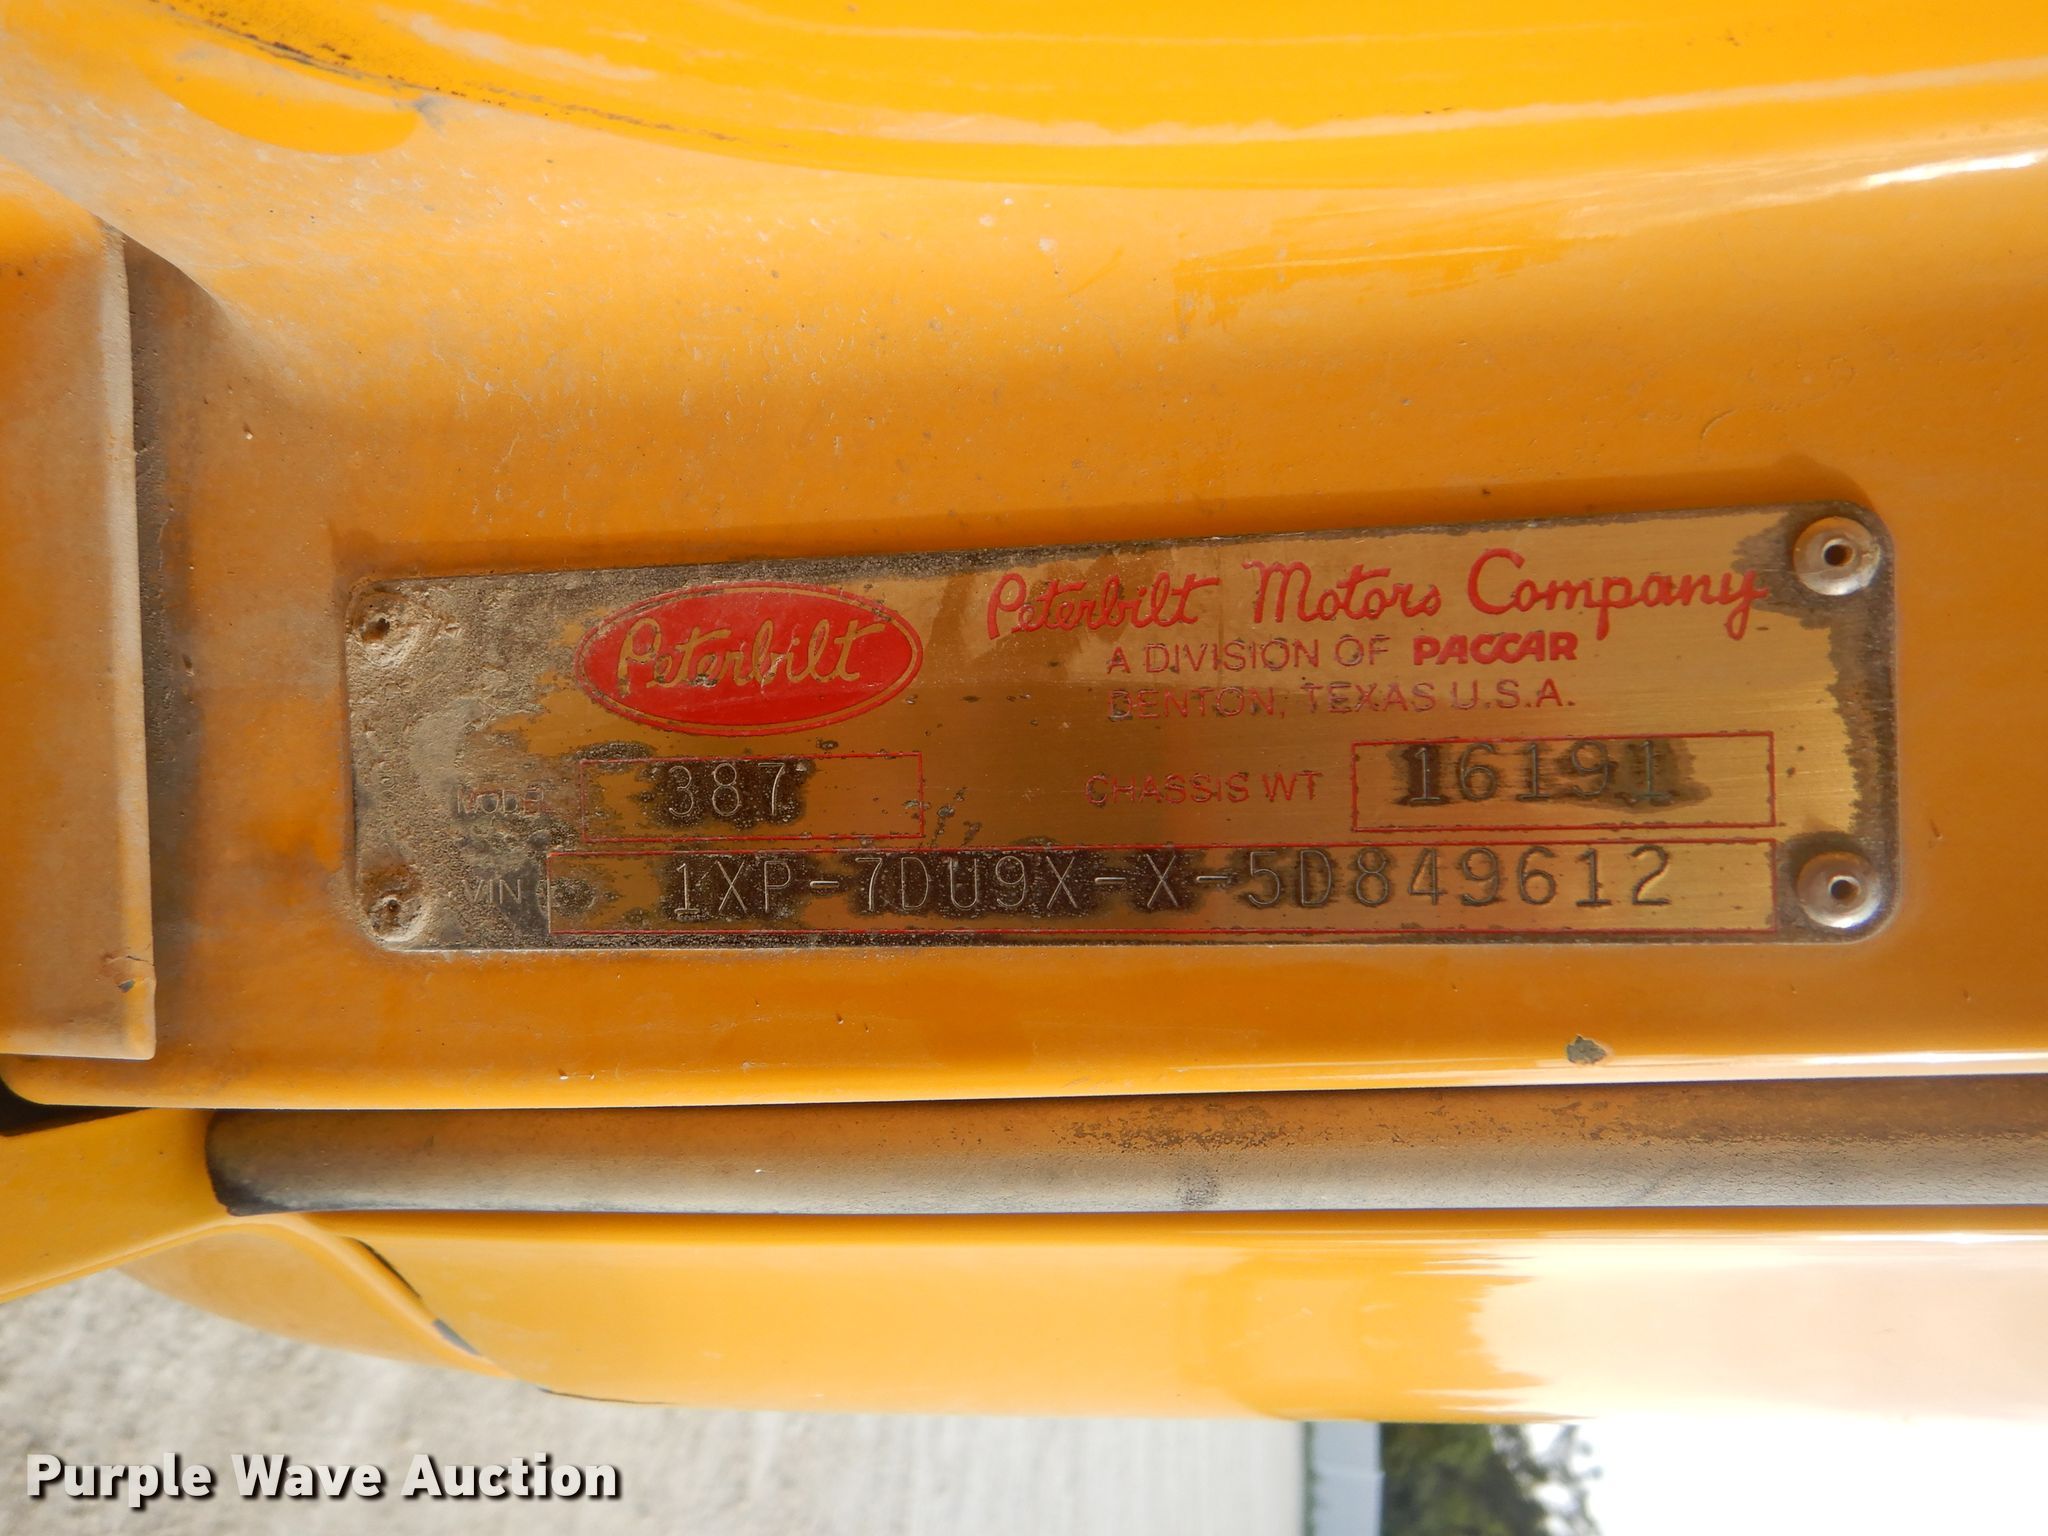 Peterbilt
Peterbilt Motors Company
A DIVISION OF PACCAR
DENTON, TEXAS U.S.A.
MODEL 387
CHASSIS WT 16191
VIN 1XP-7DU9X-X-5D849612
Purple Wave Auction